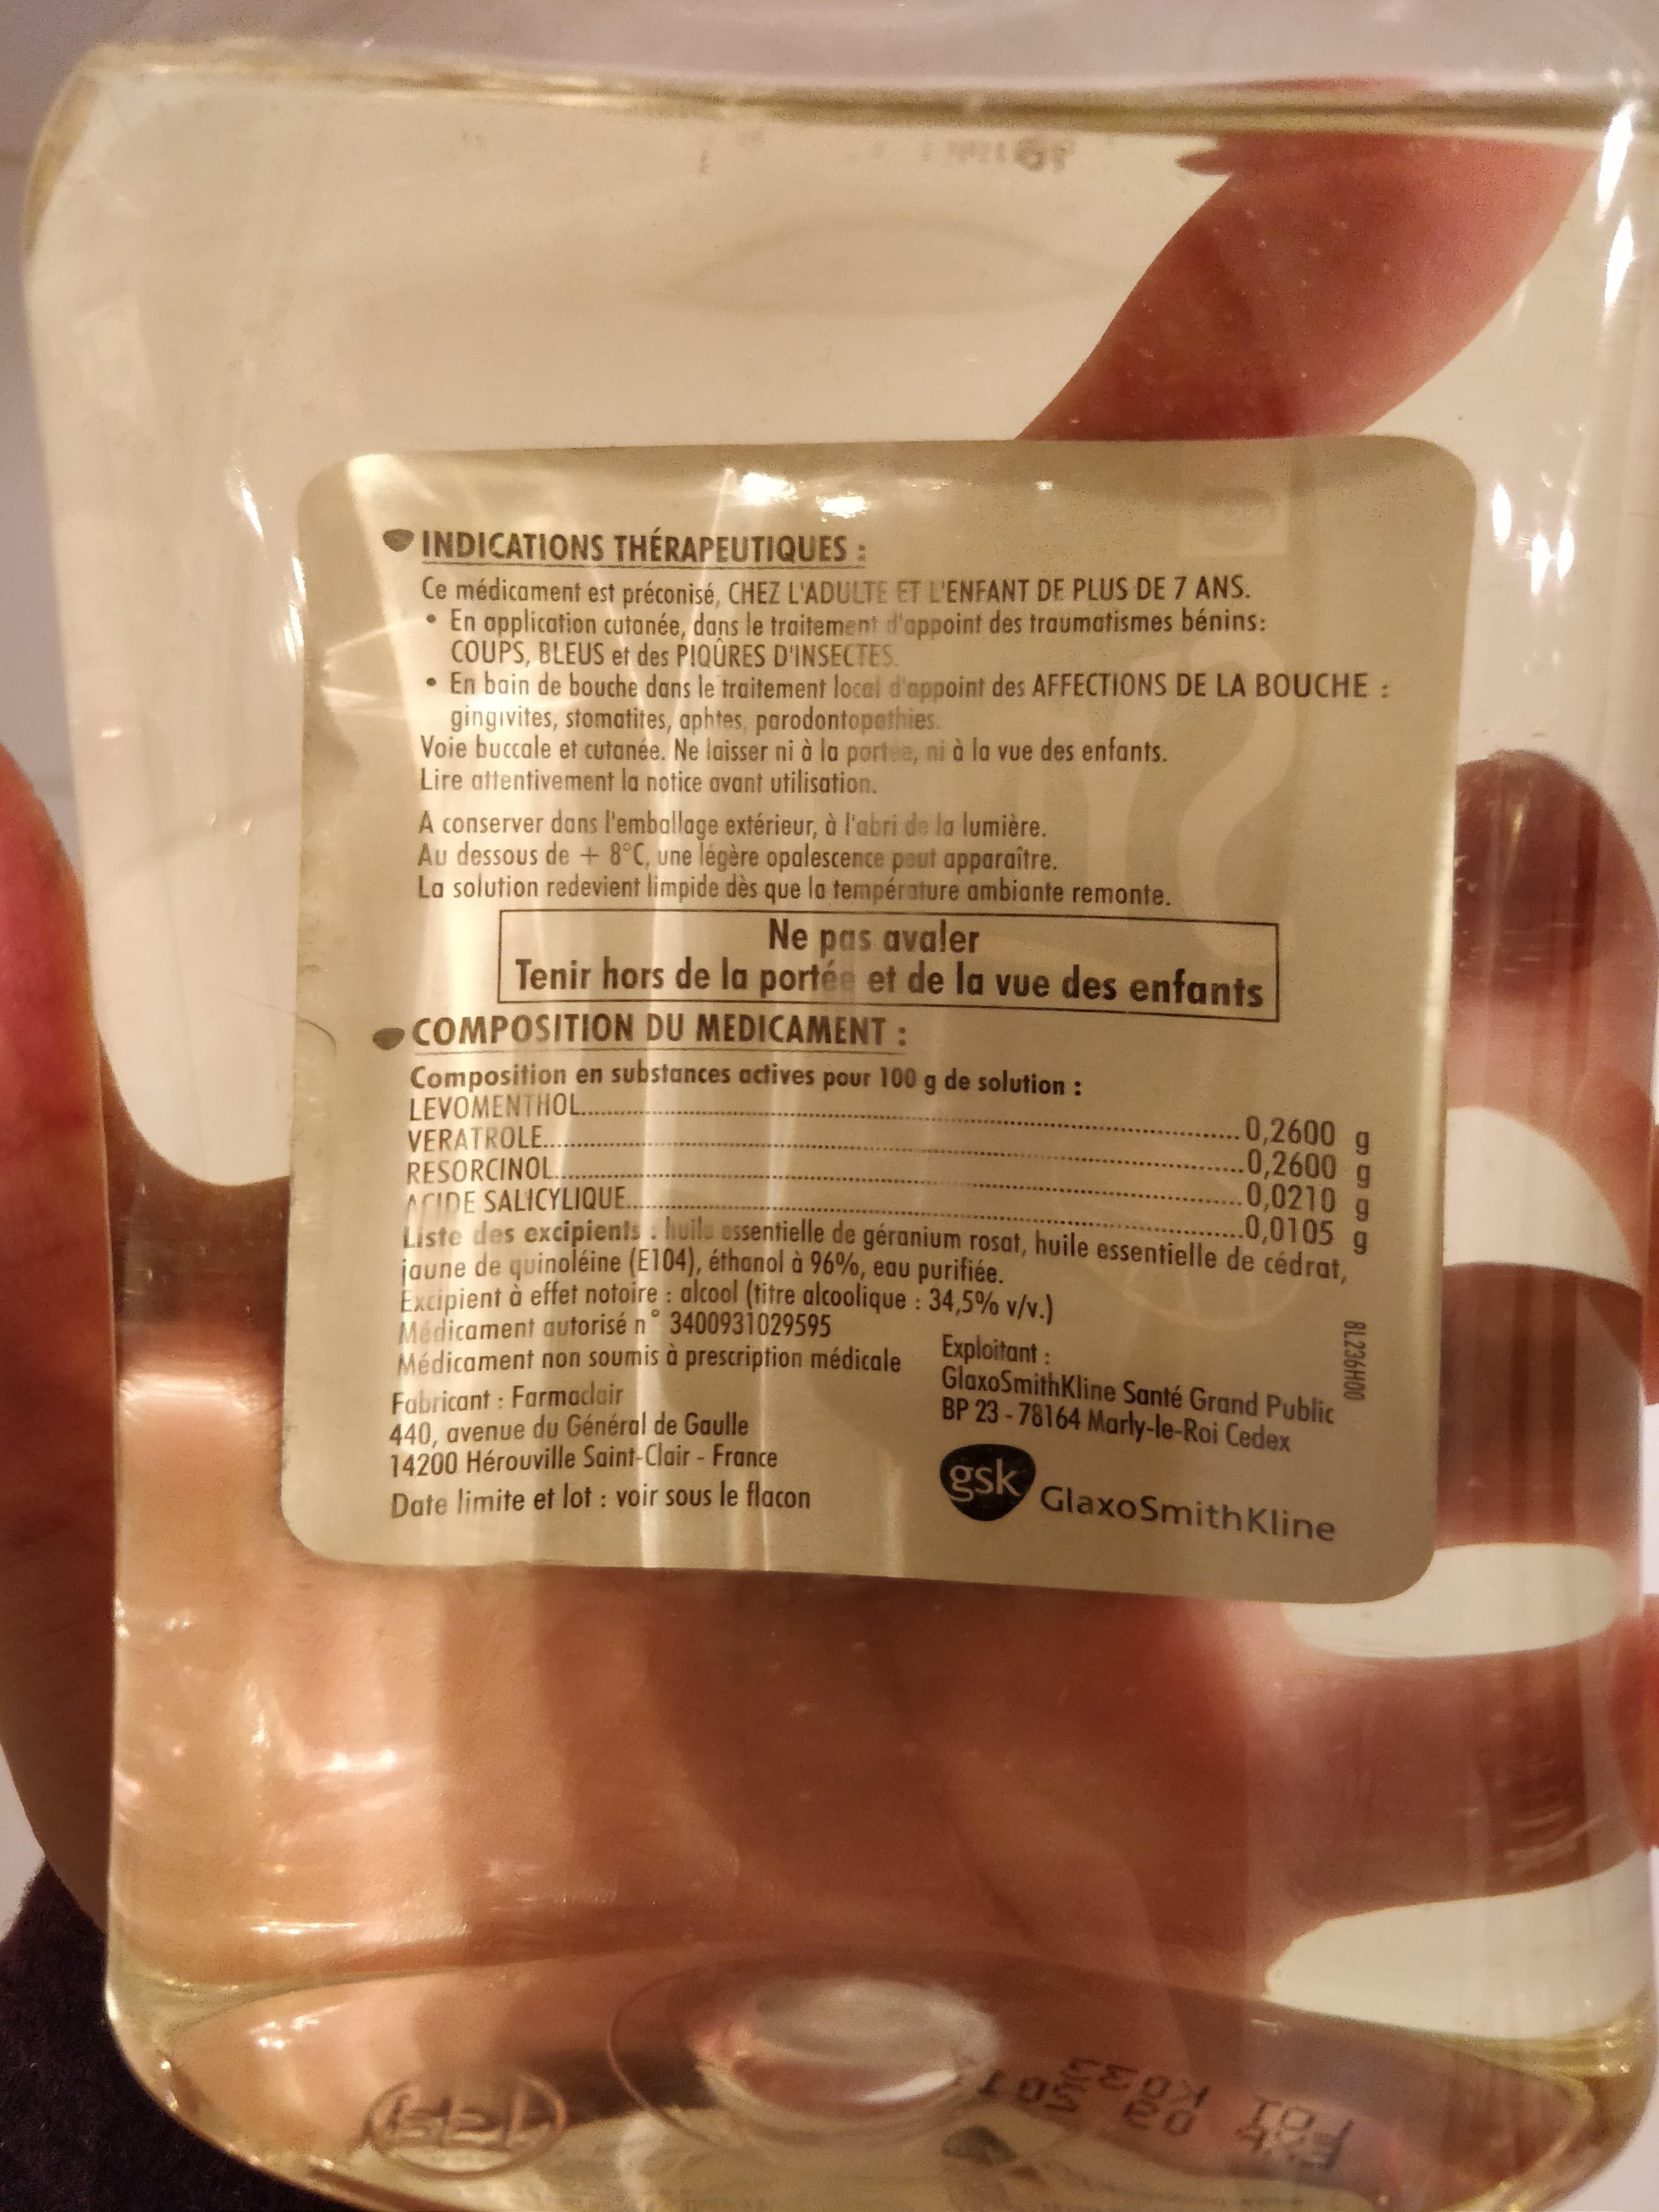 INDICATIONS THÉRAPEUTIQUES :
Ce médicament est préconisé, CHEZ L'ADULTE ET L'ENFANT DE PLUS DE 7 ANS.
• En application cutanée, dans le traitement d'appoint des traumatismes bénins:
COUPS, BLEUS et des PIQÛRES D'INSECTES.
• En bain de bouche dans le traitement local d'appoint des AFFECTIONS DE LA BOUCHE :
gingivites, stomatites, aphtes, parodontopathies.
Voie buccale et cutanée. Ne laisser ni à la portée, ni à la vue des enfants.
Lire attentivement la notice avant utilisation.
A conserver dans l'emballage extérieur, à l'abri de la lumière.
Au dessous de + 8°C, une légère opalescence peut apparaître.
La solution redevient limpide dès que la température ambiante remonte.
Ne pas avaler
Tenir hors de la portée et de la vue des enfants
COMPOSITION DU MEDICAMENT :
Composition en substances actives pour 100 g de solution :
LEVOMENTHOL..........0,2600 g
VERATROLE..........0,2600 g
RESORCINOL..........0,0210 g
ACIDE SALICYLIQUE..........0,0105 g
Liste des excipients : huile essentielle de géranium rosat, huile essentielle de cédrat,
jaune de quinoléine (E104), éthanol à 96%, eau purifiée.
Excipient à effet notoire : alcool (titre alcoolique : 34,5% v/v.)
Médicament autorisé n° 3400931029595
Médicament non soumis à prescription médicale
Fabricant : Farmaclair
440, avenue du Général de Gaulle
14200 Hérouville Saint-Clair - France
Date limite et lot : voir sous le flacon
Exploitant :
GlaxoSmithKline Santé Grand Public
BP 23 - 78164 Marly-le-Roi Cedex
gsk GlaxoSmithKline
8L236H00